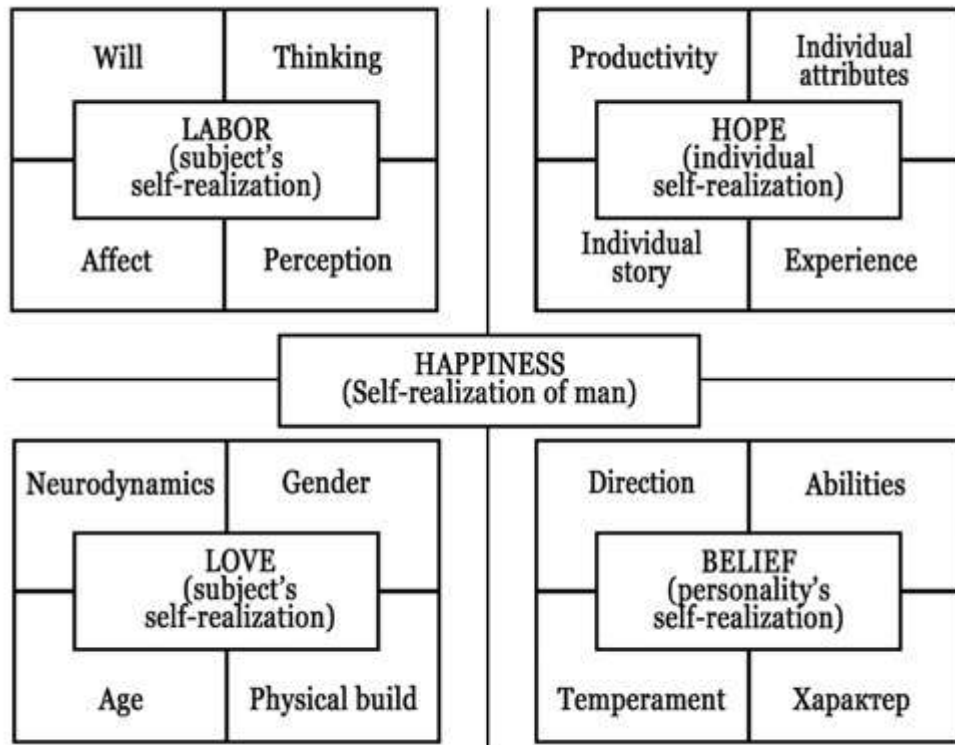 Will
Thinking
LABOR
(subject's
self-realization)
Affect
Perception
Productivity
Individual
attributes
HOPE
(individual
self-realization)
Individual
story
Experience
HAPPINESS
(Self-realization of man)
Neurodynamics
Gender
LOVE
(subject's
self-realization)
Age
Physical build
Direction
Abilities
BELIEF
(personality's
self-realization)
Temperament
Характер